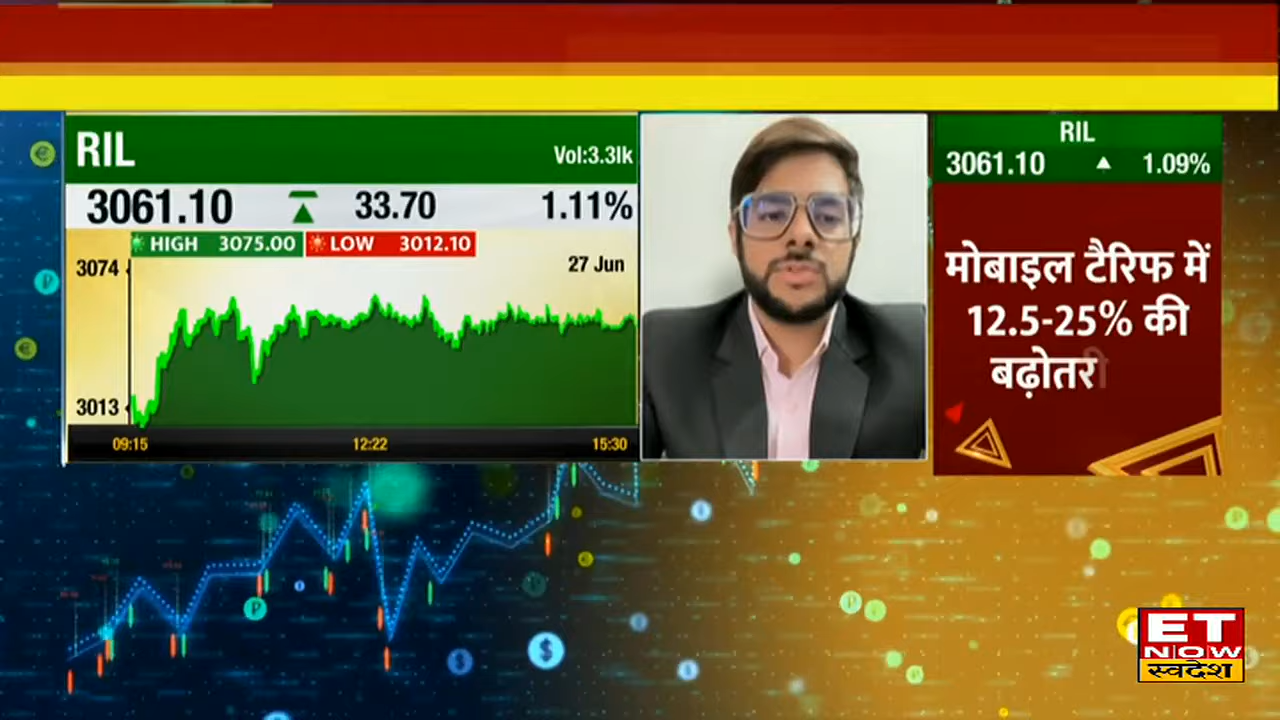 RIL
Vol:3.3lk
3061.10 33.70 1.11%
HIGH 3075.00 LOW 3012.10
3074
27 Jun
3013
09:15 12:22 15:30
RIL
3061.10 1.09%
मोबाइल टैरिफ में
12.5-25% की
बढ़ोतरी
ET
NOW
स्वदेश